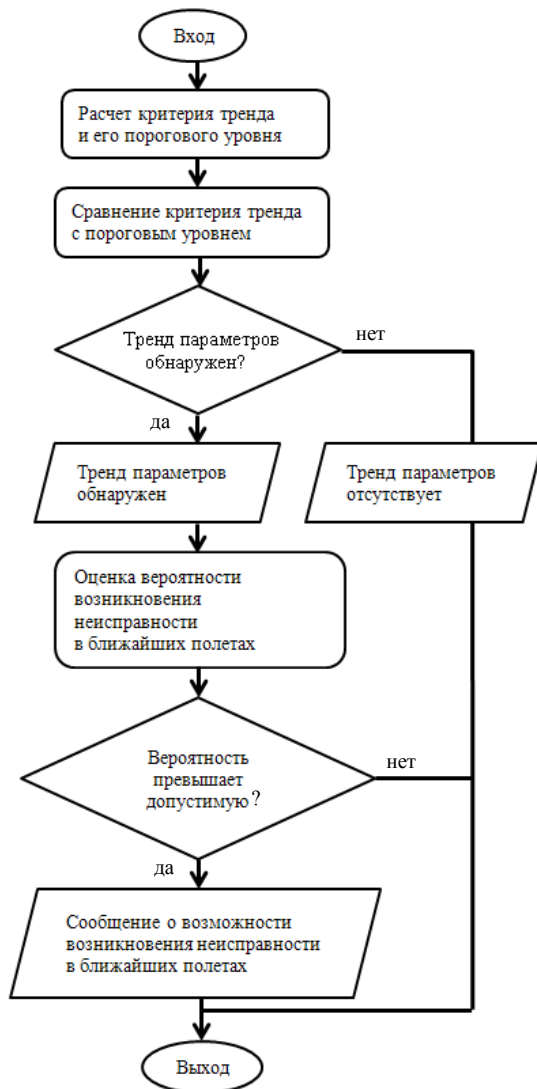 Вход
Расчет критерия тренда
и его порогового уровня
Сравнение критерия тренда
с пороговым уровнем
Тренд параметров
обнаружен?
нет
да
Тренд параметров
обнаружен
Тренд параметров
отсутствует
Оценка вероятности
возникновения
неисправности
в ближайших полетах
Вероятность
превышает
допустимую?
нет
да
Сообщение о возможности
возникновения неисправности
в ближайших полетах
Выход